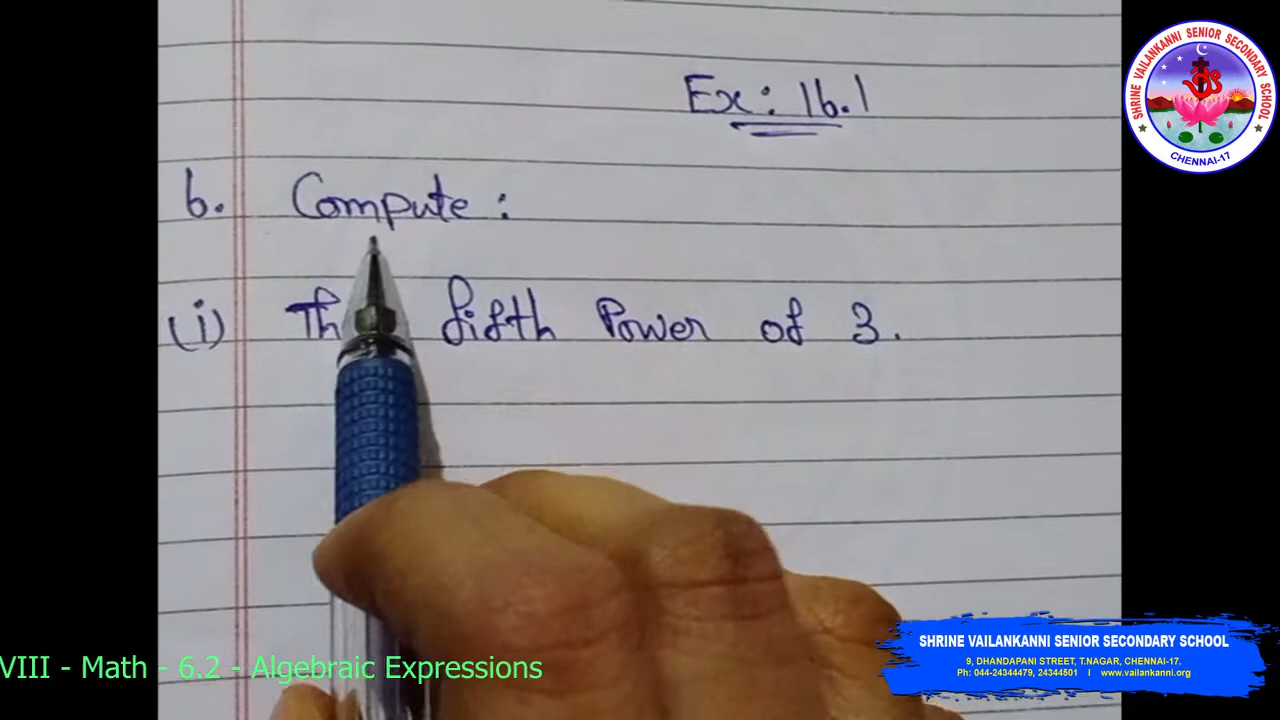 Ex: 16.1
6. Compute :
(i) Th fifth Power of 3.
SHRINE VAILANKANNI SENIOR SECONDARY SCHOOL
CHENNAI-17
VIII - Math - 6.2 - Algebraic Expressions
SHRINE VAILANKANNI SENIOR SECONDARY SCHOOL
9, DHANDAPANI STREET, T.NAGAR, CHENNAI-17.
Ph: 044-24344479, 24344501 I www.vailankanni.org